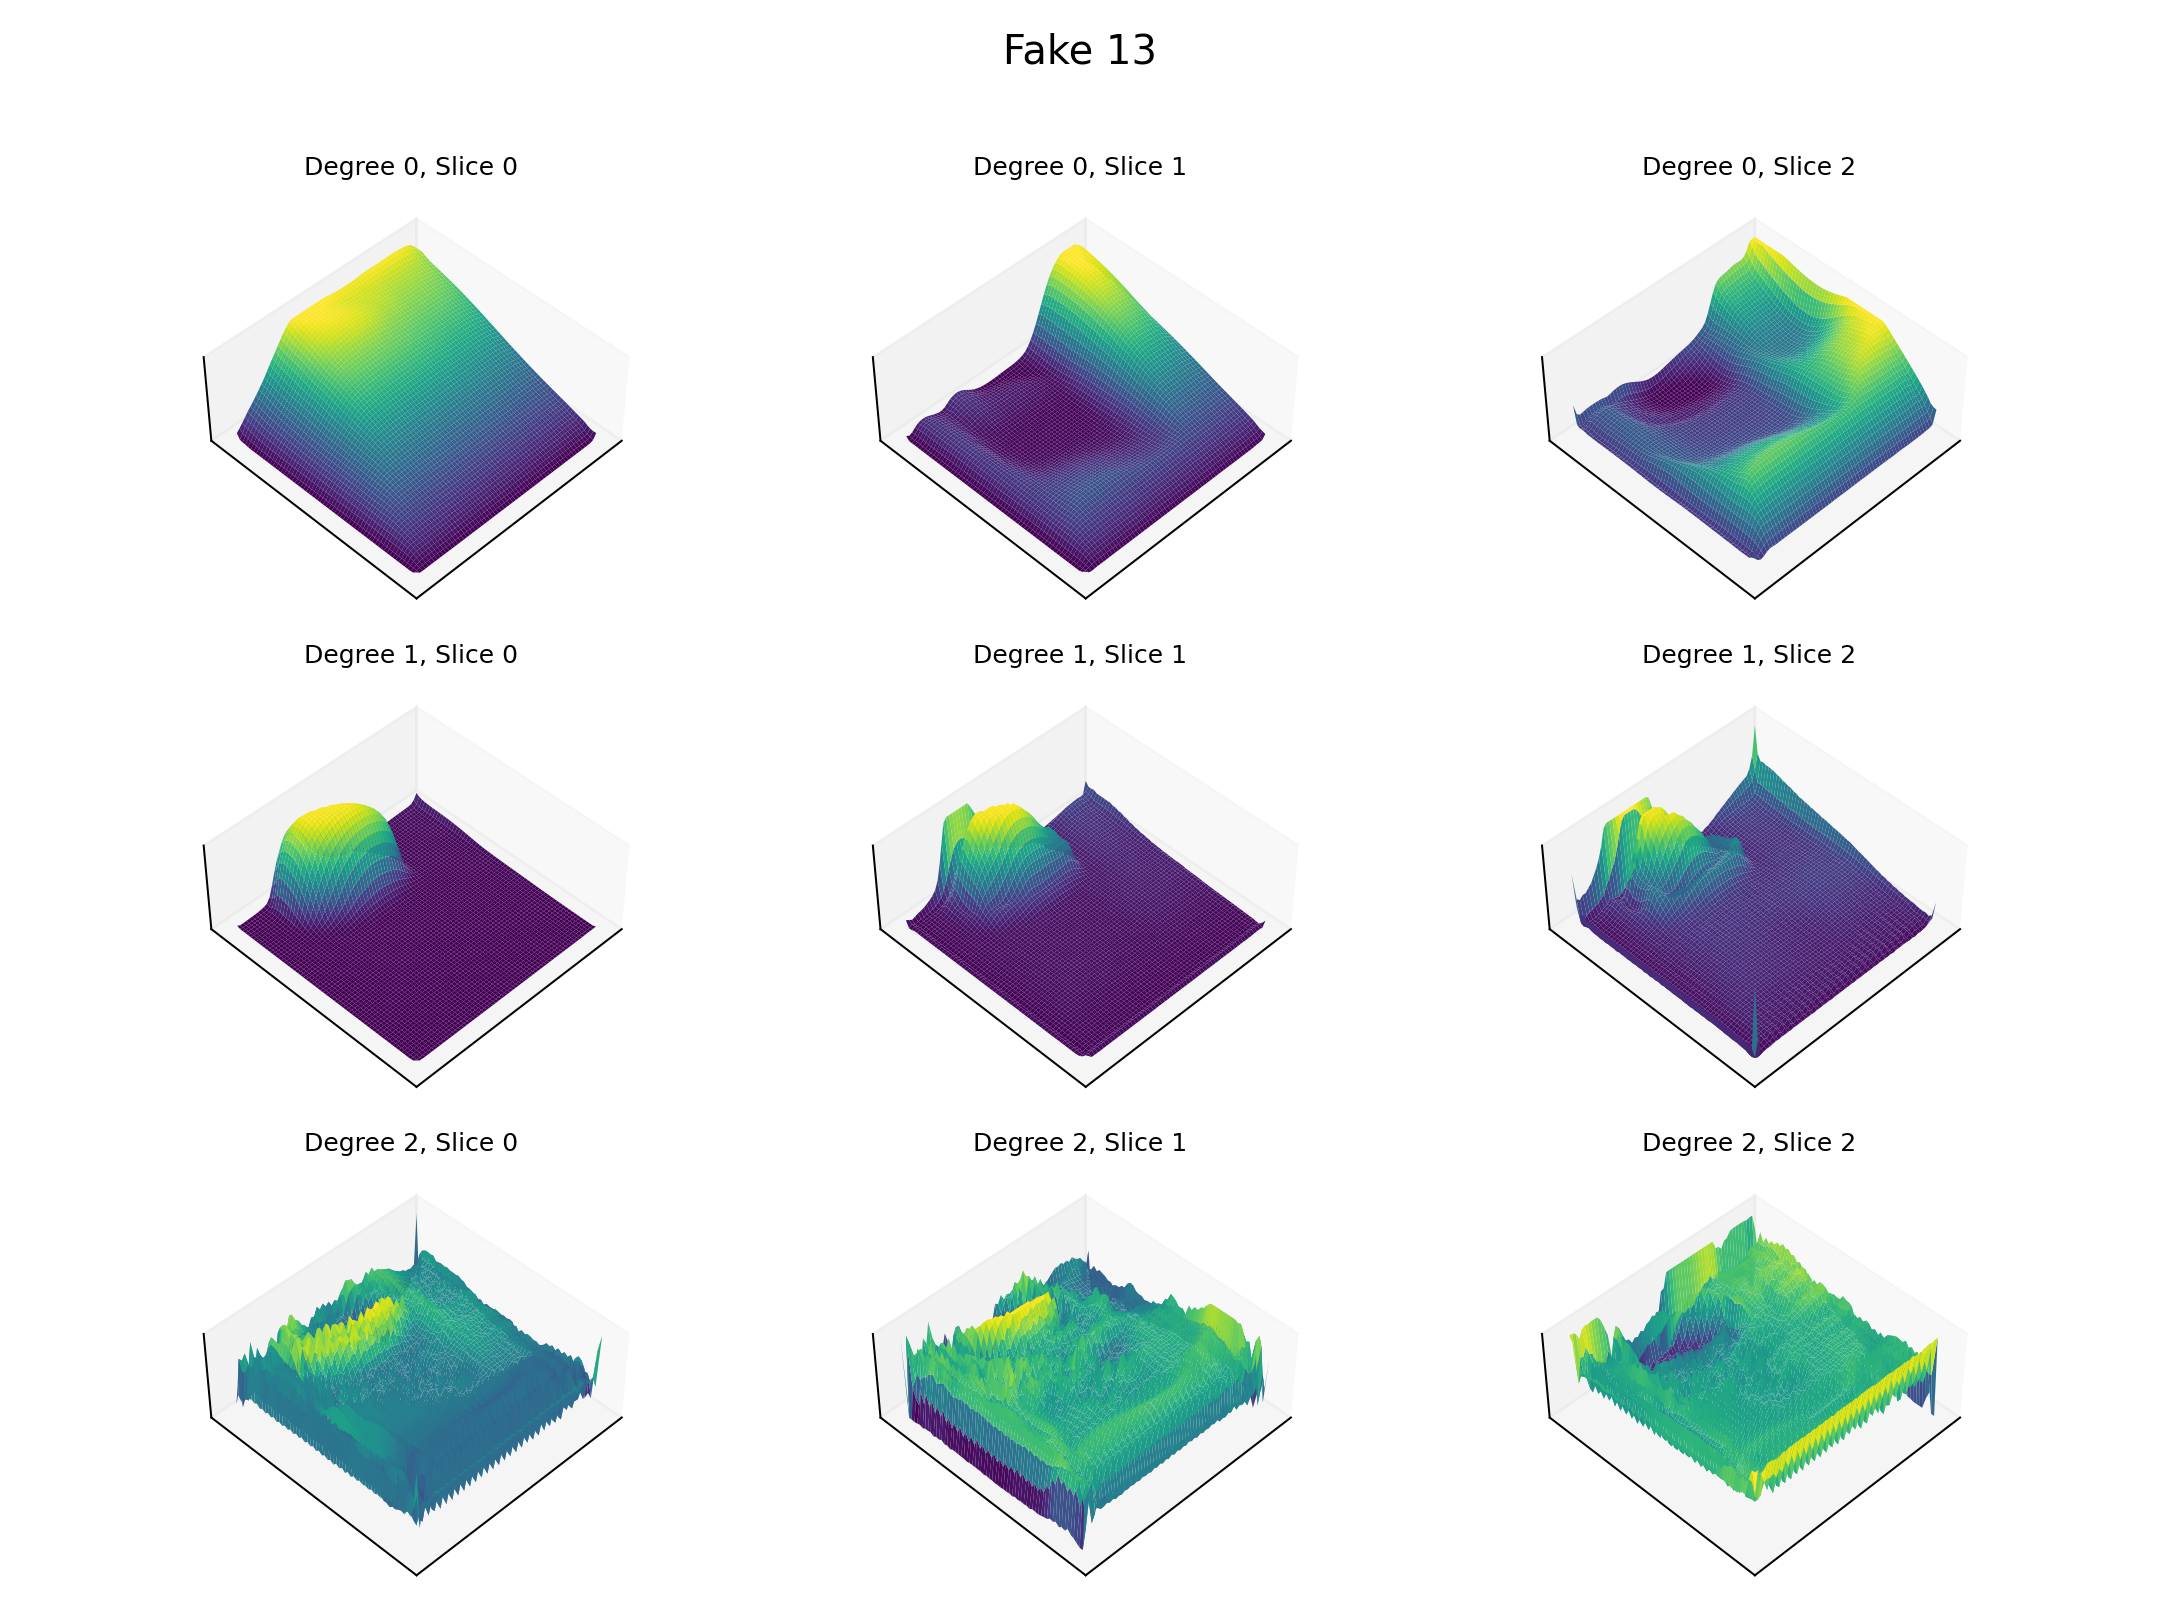 Fake 13
Degree 0, Slice 0
Degree 0, Slice 1
Degree 0, Slice 2
Degree 1, Slice 0
Degree 1, Slice 1
Degree 1, Slice 2
Degree 2, Slice 0
Degree 2, Slice 1
Degree 2, Slice 2